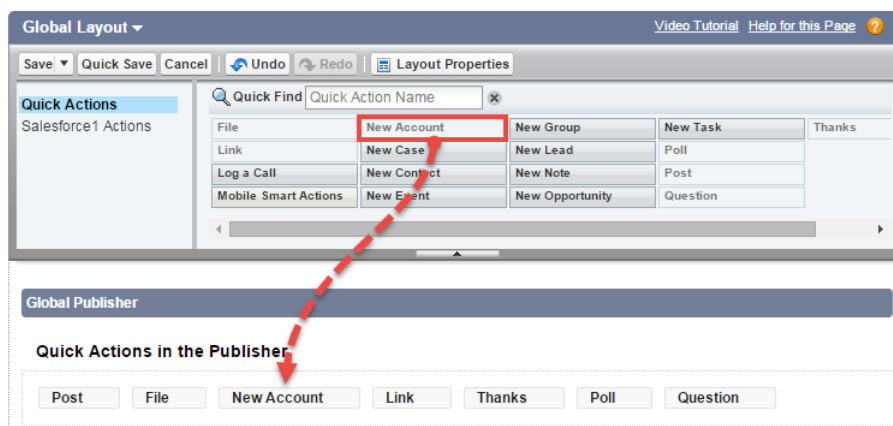 Global Layout Video Tutorial Help for this Page ?
Save Quick Save Cancel Undo Redo Layout Properties
Quick Actions
Salesforce1 Actions
Quick Find Quick Action Name
File New Account New Group New Task Thanks
Link New Case New Lead Poll
Log a Call New Contact New Note Post
Mobile Smart Actions New Event New Opportunity Question
Global Publisher
Quick Actions in the Publisher
Post File New Account Link Thanks Poll Question